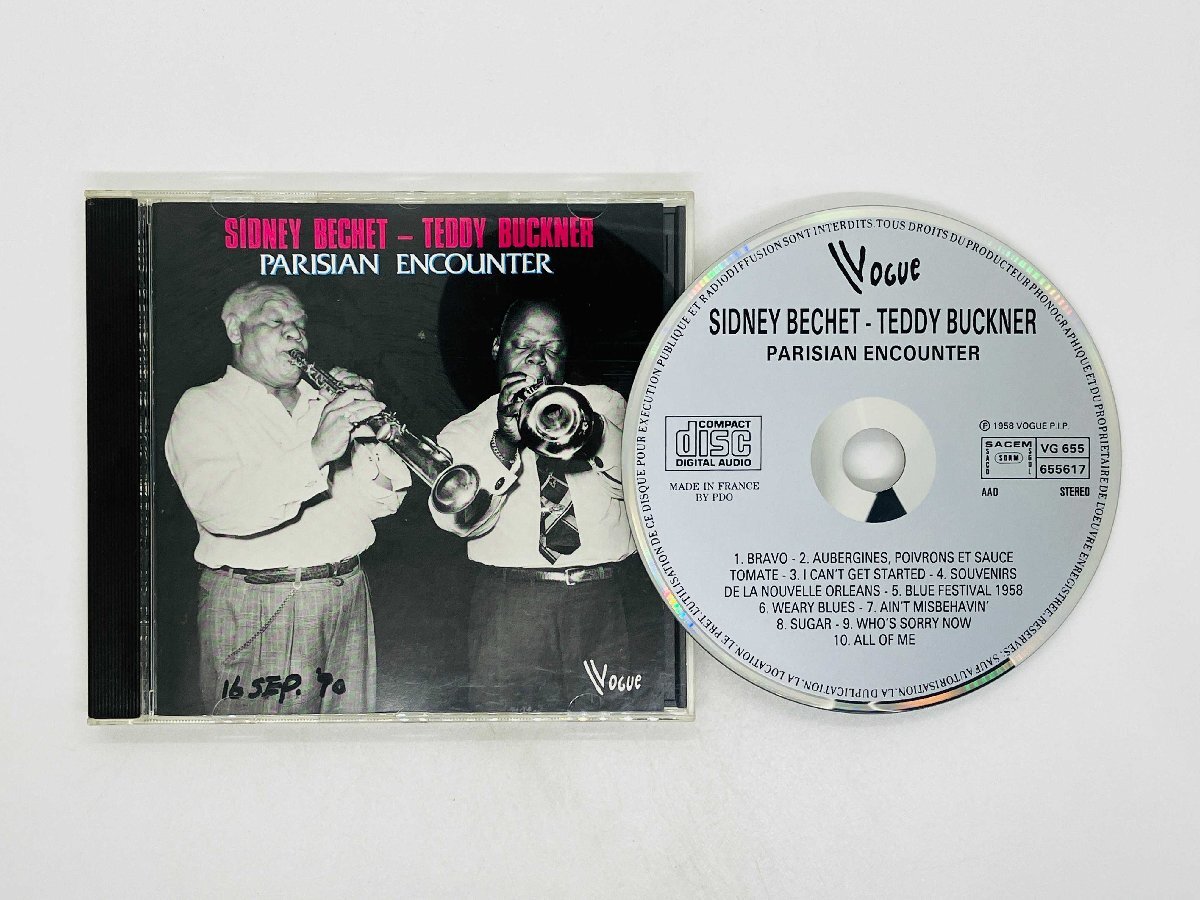 SIDNEY BECHET – TEDDY BUCKNER
PARISIAN ENCOUNTER
16 SEP. '90
VOGUE
VOGUE
SIDNEY BECHET - TEDDY BUCKNER
PARISIAN ENCOUNTER
COMPACT
disc
DIGITAL AUDIO
MADE IN FRANCE
BY PDO
Ⓟ 1958 VOGUE P.I.P.
SACEM
SACD
SDRM
SGDL
VG 655
655617
AAD
STEREO
1. BRAVO - 2. AUBERGINES, POIVRONS ET SAUCE
TOMATE - 3. I CAN'T GET STARTED - 4. SOUVENIRS
DE LA NOUVELLE ORLEANS - 5. BLUE FESTIVAL 1958
6. WEARY BLUES - 7. AIN'T MISBEHAVIN'
8. SUGAR - 9. WHO'S SORRY NOW
10. ALL OF ME
TOUS DROITS DU PRODUCTEUR PHONOGRAPHIQUE ET DU PROPRIETAIRE DE L'OEUVRE ENREGISTREE, RESERVES. SAUF AUTORISATION, LA DUPLICATION, LA LOCATION, LE PRET, L'UTILISATION DE CE DISQUE POUR EXECUTION PUBLIQUE ET RADIODIFFUSION SONT INTERDITS.